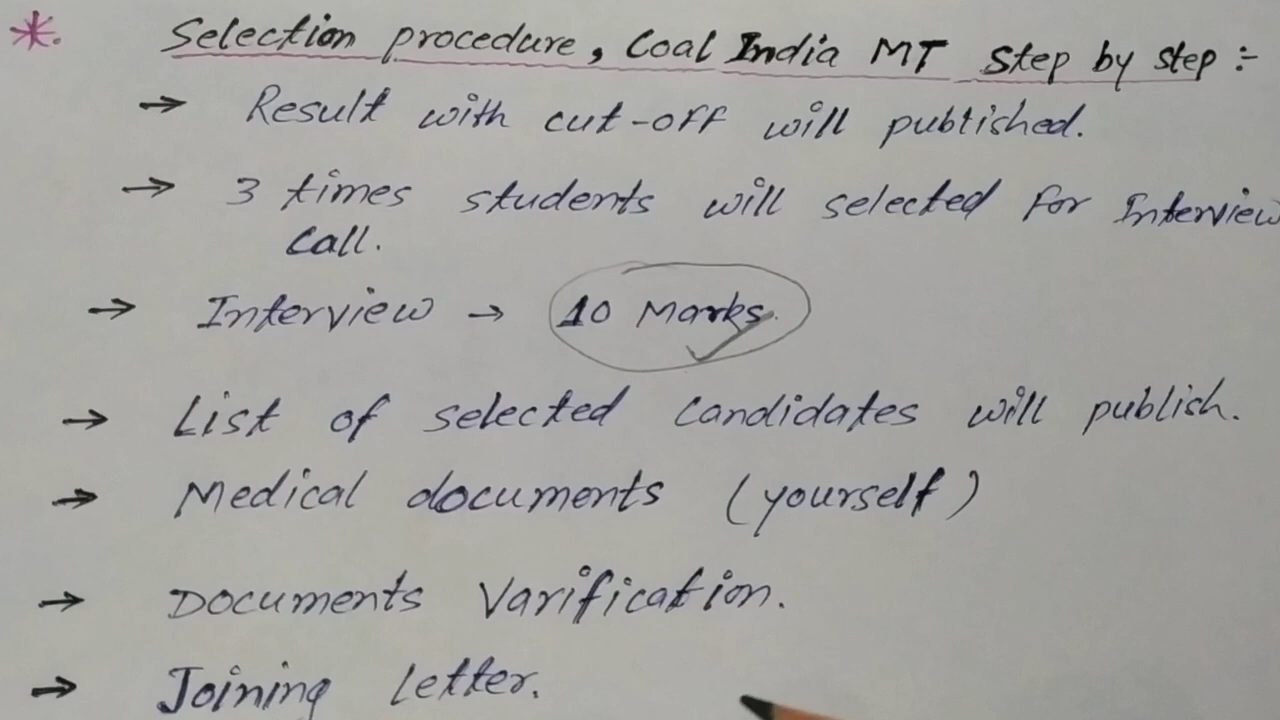 *. Selection procedure, Coal India MT Step by step :-
→ Result with cut-off will published.
→ 3 times students will selected for Interview
call.
→ Interview → 10 Marks.
→ List of selected candidates will publish.
→ Medical documents (yourself)
→ Documents Varification.
→ Joining letter.